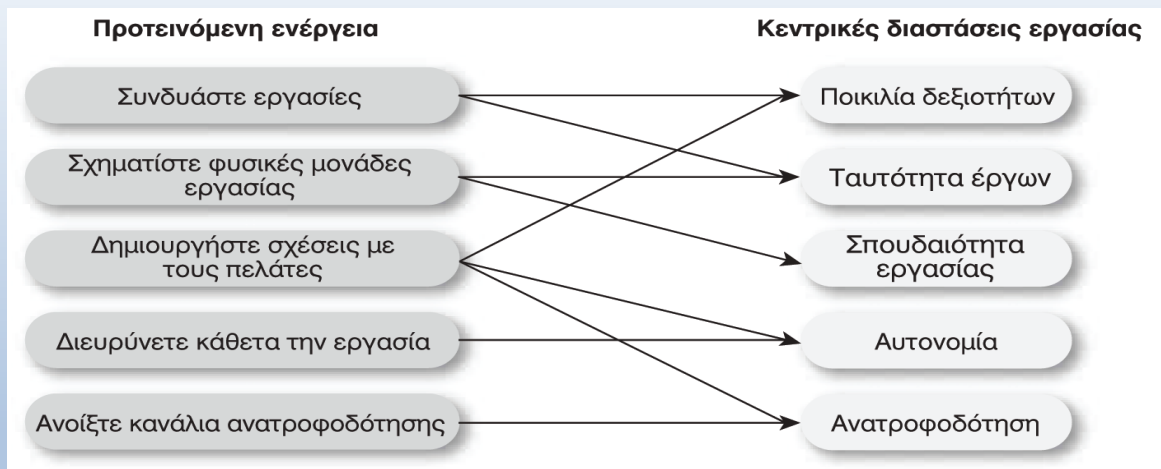 Προτεινόμενη ενέργεια
Κεντρικές διαστάσεις εργασίας
Συνδυάστε εργασίες
Ποικιλία δεξιοτήτων
Σχηματίστε φυσικές μονάδες
εργασίας
Ταυτότητα έργων
Δημιουργήστε σχέσεις με
τους πελάτες
Σπουδαιότητα
εργασίας
Διευρύνετε κάθετα την εργασία
Αυτονομία
Ανοίξτε κανάλια ανατροφοδότησης
Ανατροφοδότηση